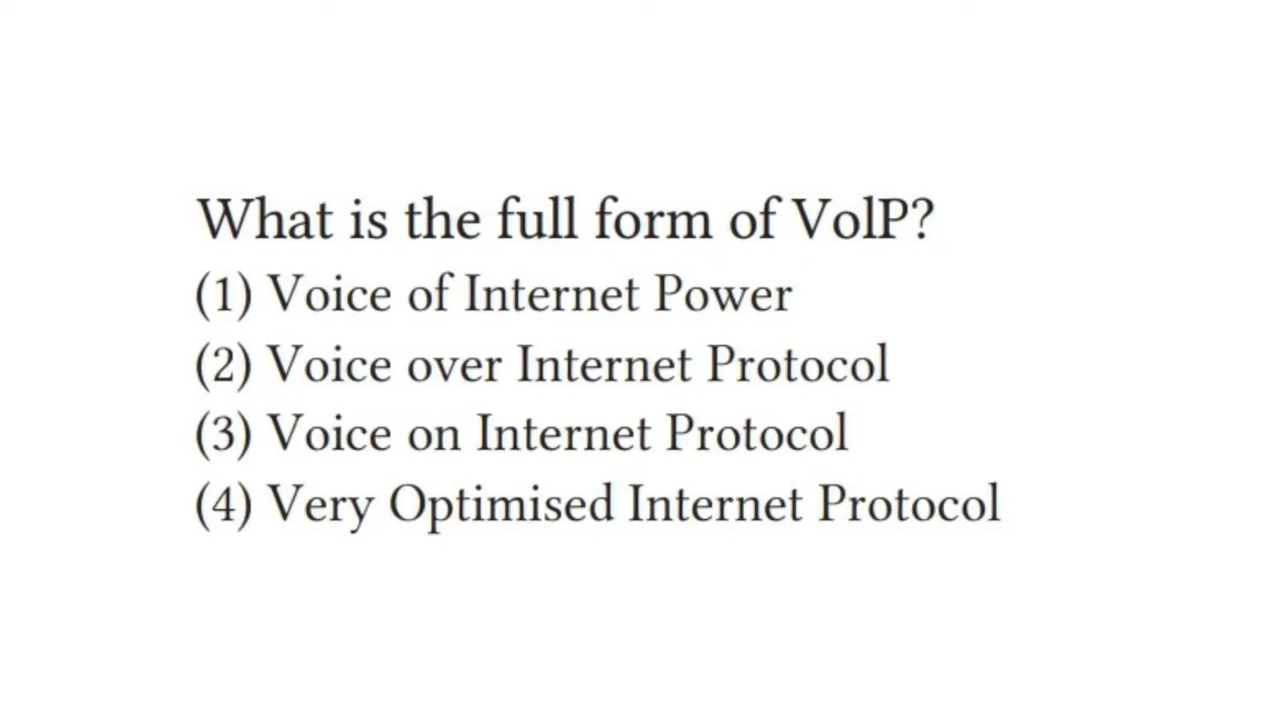 What is the full form of VolP?
(1) Voice of Internet Power
(2) Voice over Internet Protocol
(3) Voice on Internet Protocol
(4) Very Optimised Internet Protocol